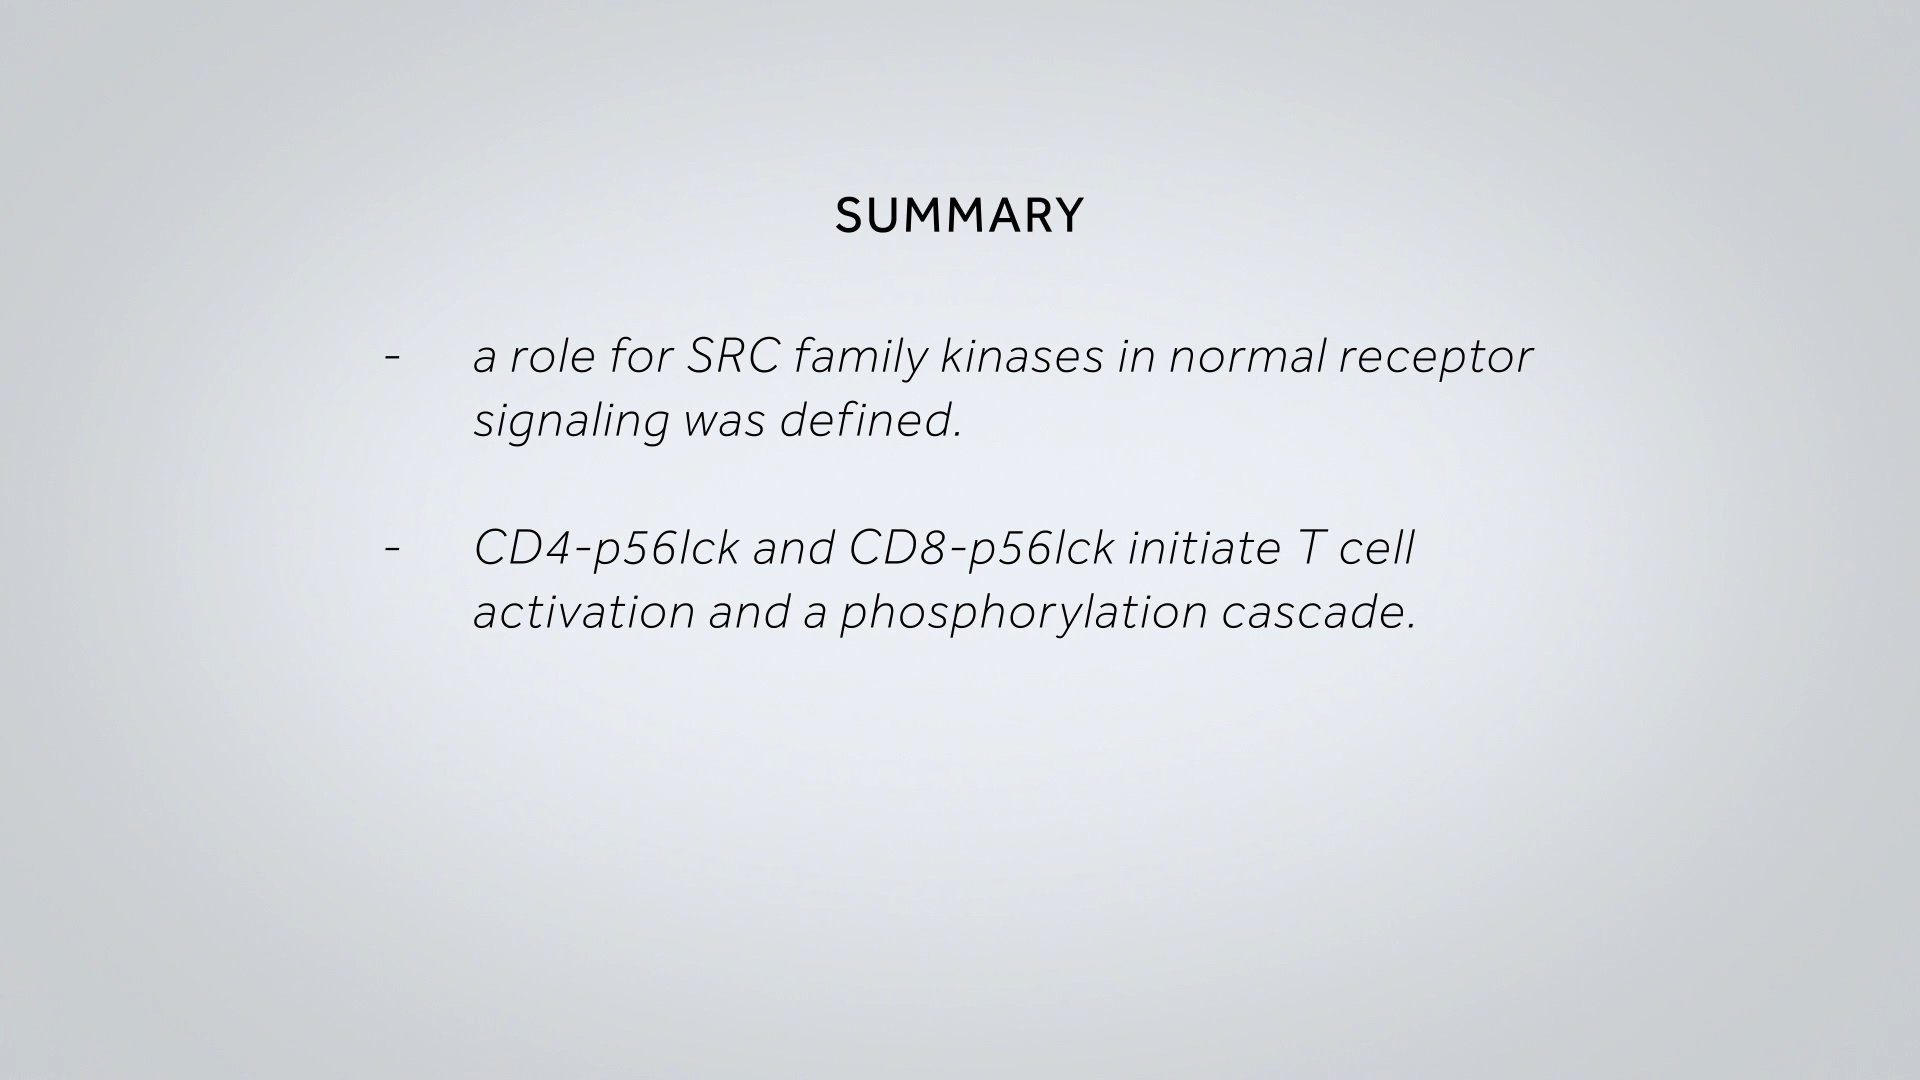 SUMMARY
- a role for SRC family kinases in normal receptor
signaling was defined.
- CD4-p56lck and CD8-p56lck initiate T cell
activation and a phosphorylation cascade.